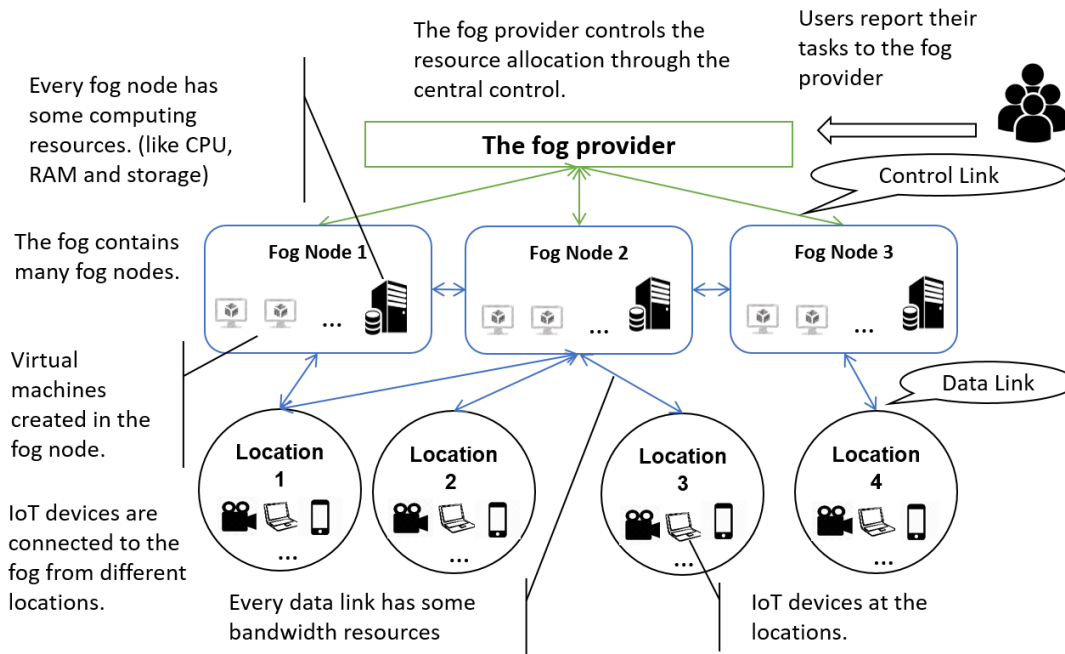 The fog provider controls the
resource allocation through the
central control.
Users report their
tasks to the fog
provider
Every fog node has
some computing
resources. (like CPU,
RAM and storage)
The fog provider
Control Link
The fog contains
many fog nodes.
Fog Node 1
...
Fog Node 2
...
Fog Node 3
...
Virtual
machines
created in the
fog node.
Data Link
Location
1
...
Location
2
...
Location
3
...
Location
4
...
IoT devices are
connected to the
fog from different
locations.
Every data link has some
bandwidth resources
IoT devices at the
locations.